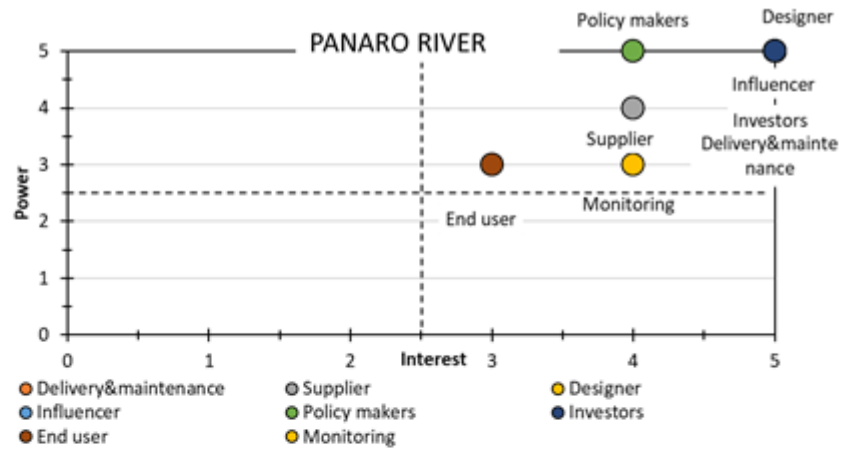 Policy makers
Designer
PANARO RIVER
5
Influencer
4
Investors
Supplier
Delivery&mainte
nance
3
Power
Monitoring
2
End user
1
0
0 1 2 Interest 3 4 5
Delivery&maintenance Supplier Designer
Influencer Policy makers Investors
End user Monitoring